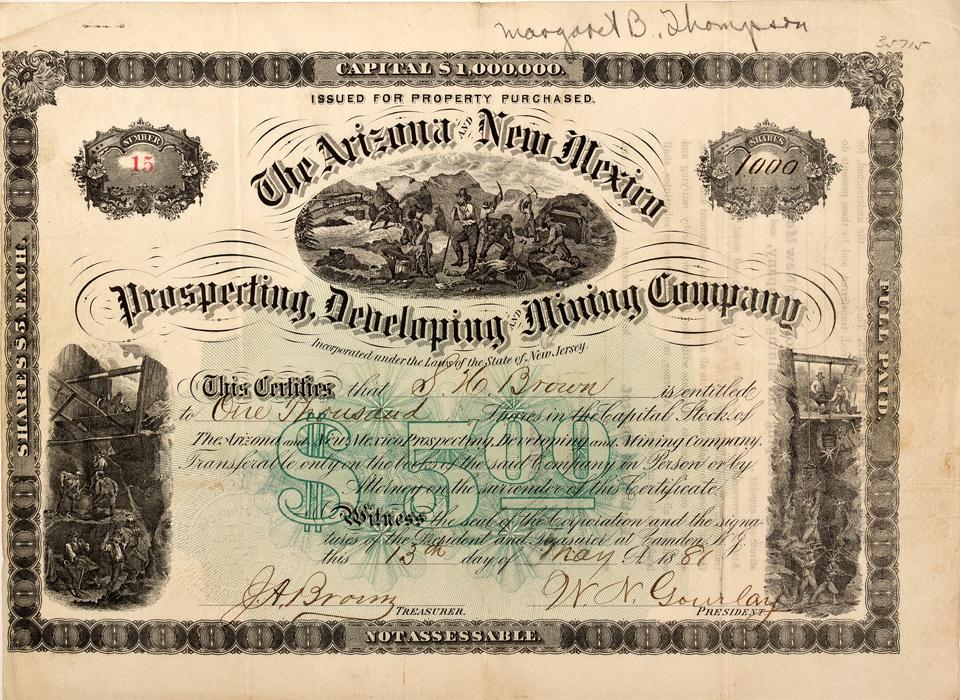 Margaret B. Thompson
35715
CAPITAL $1,000,000.
ISSUED FOR PROPERTY PURCHASED.
NUMBER
15
SHARES
1000
The Arizona AND New Mexico
Prospecting, Developing AND Mining Company
Incorporated under the Laws of the State of New Jersey.
SHARES $5. EACH.
FULL PAID.
This Certifies that S. H. Brown is entitled
to One Thousand Shares in the Capital Stock of
The Arizona and New Mexico Prospecting, Developing and Mining Company.
Transferable only on the books of the said Company in Person or by
Attorney on the surrender of this Certificate.
$5.00
Witness the seal of the Corporation and the signa-
tures of the President and Treasurer at Camden N.J.
this 13th day of May A. 1881
J. A. Brown TREASURER.
W. N. Gourlay PRESIDENT
NOT ASSESSABLE.